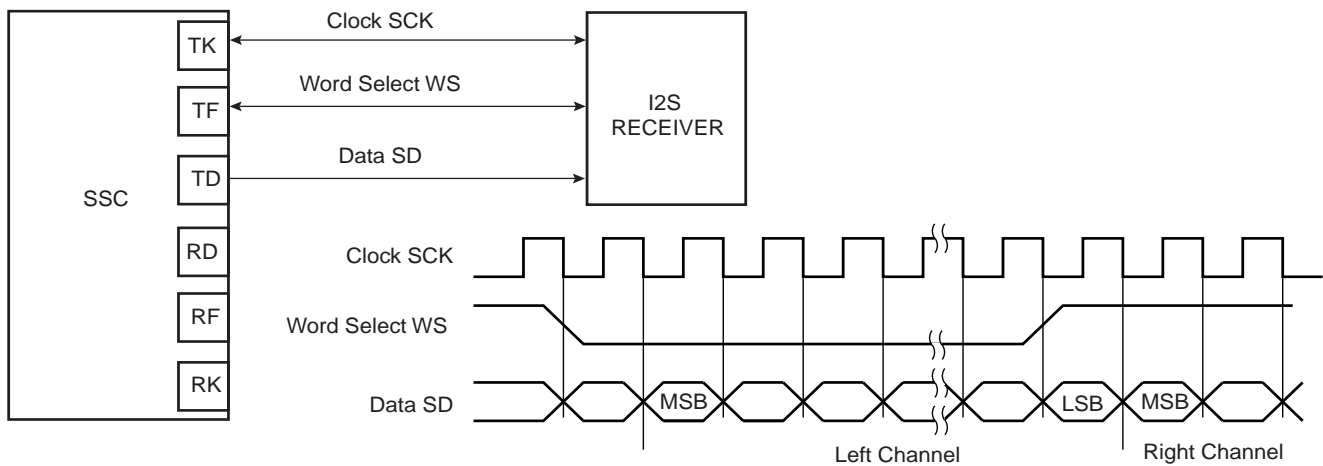 SSC
TK
TF
TD
RD
RF
RK
Clock SCK
Word Select WS
Data SD
I2S
RECEIVER
Clock SCK
Word Select WS
Data SD
MSB
LSB
MSB
Left Channel
Right Channel